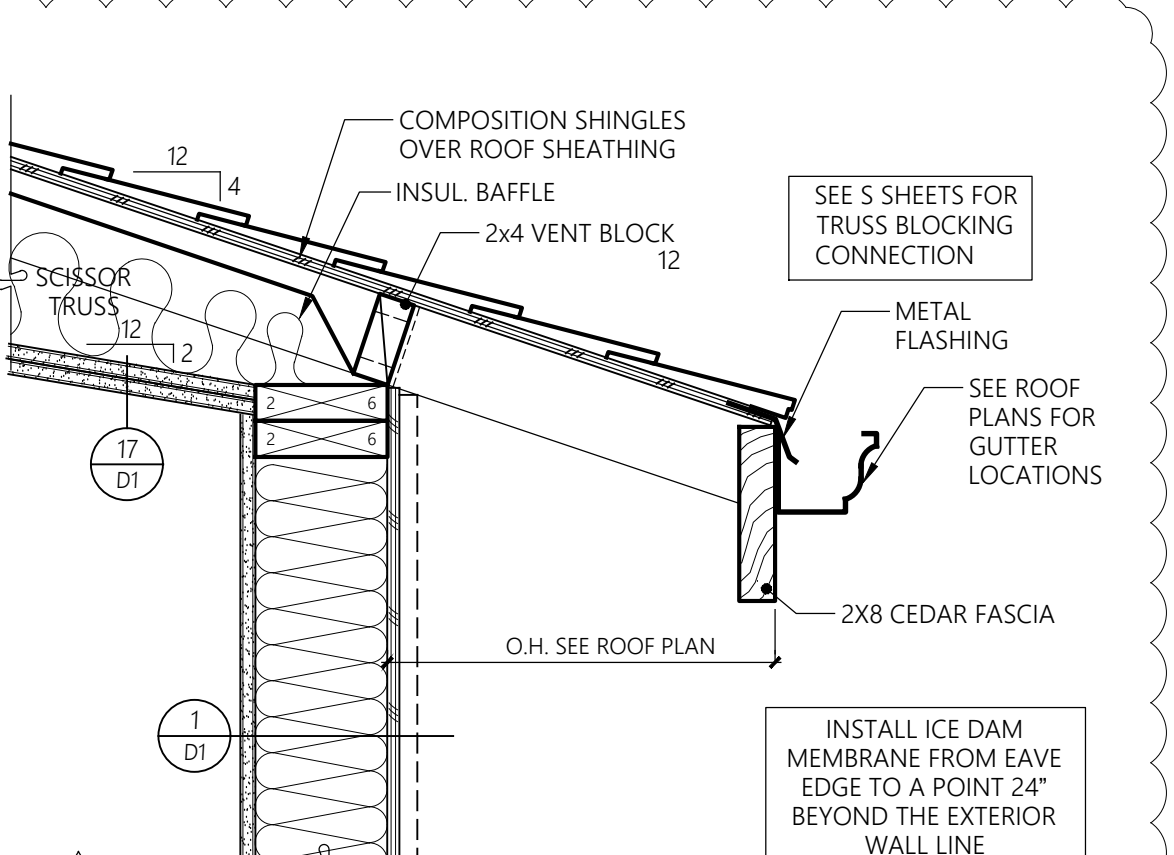 COMPOSITION SHINGLES
OVER ROOF SHEATHING
12
4
INSUL. BAFFLE
2x4 VENT BLOCK
12
SEE S SHEETS FOR
TRUSS BLOCKING
CONNECTION
SCISSOR
TRUSS
12
2
METAL
FLASHING
SEE ROOF
PLANS FOR
GUTTER
LOCATIONS
2 6
2 6
17
D1
2X8 CEDAR FASCIA
O.H. SEE ROOF PLAN
1
D1
INSTALL ICE DAM
MEMBRANE FROM EAVE
EDGE TO A POINT 24”
BEYOND THE EXTERIOR
WALL LINE